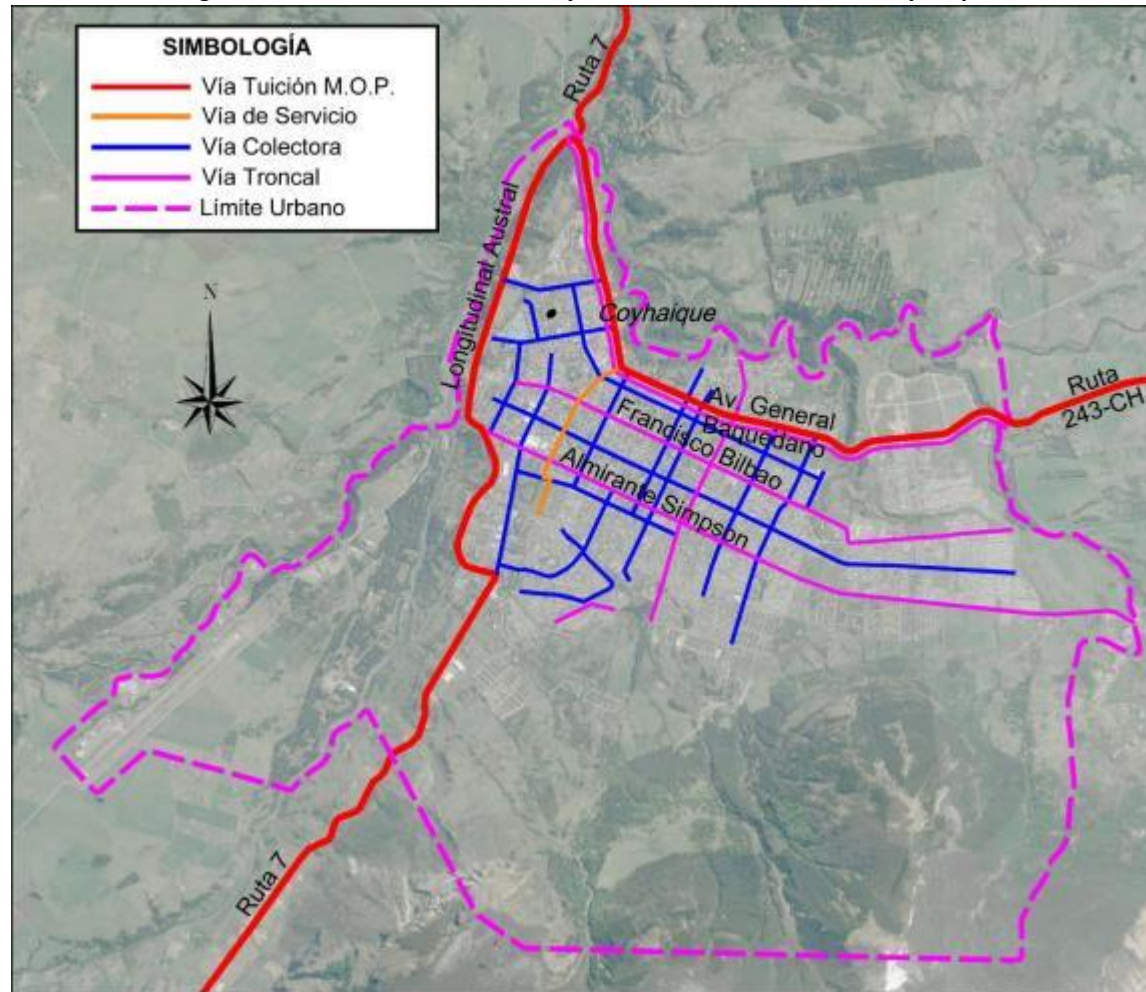 SIMBOLOGÍA
Vía Tuición M.O.P.
Vía de Servicio
Vía Colectora
Vía Troncal
Límite Urbano
Ruta 7
Longitudinal Austral
N
Coyhaique
Av. General
Baquedano
Ruta
243-CH
Francisco Bilbao
Almirante Simpson
Ruta 7